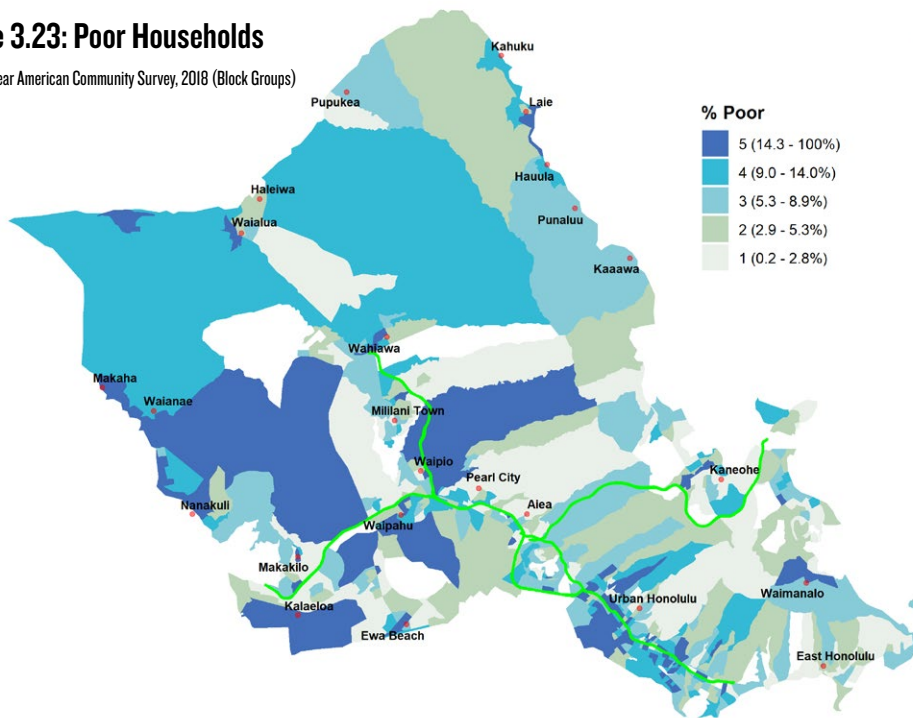 e 3.23: Poor Households
ear American Community Survey, 2018 (Block Groups)
Kahuku
Pupukea
Laie
% Poor
5 (14.3 - 100%)
4 (9.0 - 14.0%)
3 (5.3 - 8.9%)
2 (2.9 - 5.3%)
1 (0.2 - 2.8%)
Hauula
Haleiwa
Punaluu
Waialua
Kaaawa
Wahiawa
Makaha
Waianae
Mililani Town
Waipio
Kaneohe
Pearl City
Nanakuli
Aiea
Waipahu
Makakilo
Waimanalo
Urban Honolulu
Kalaeloa
Ewa Beach
East Honolulu